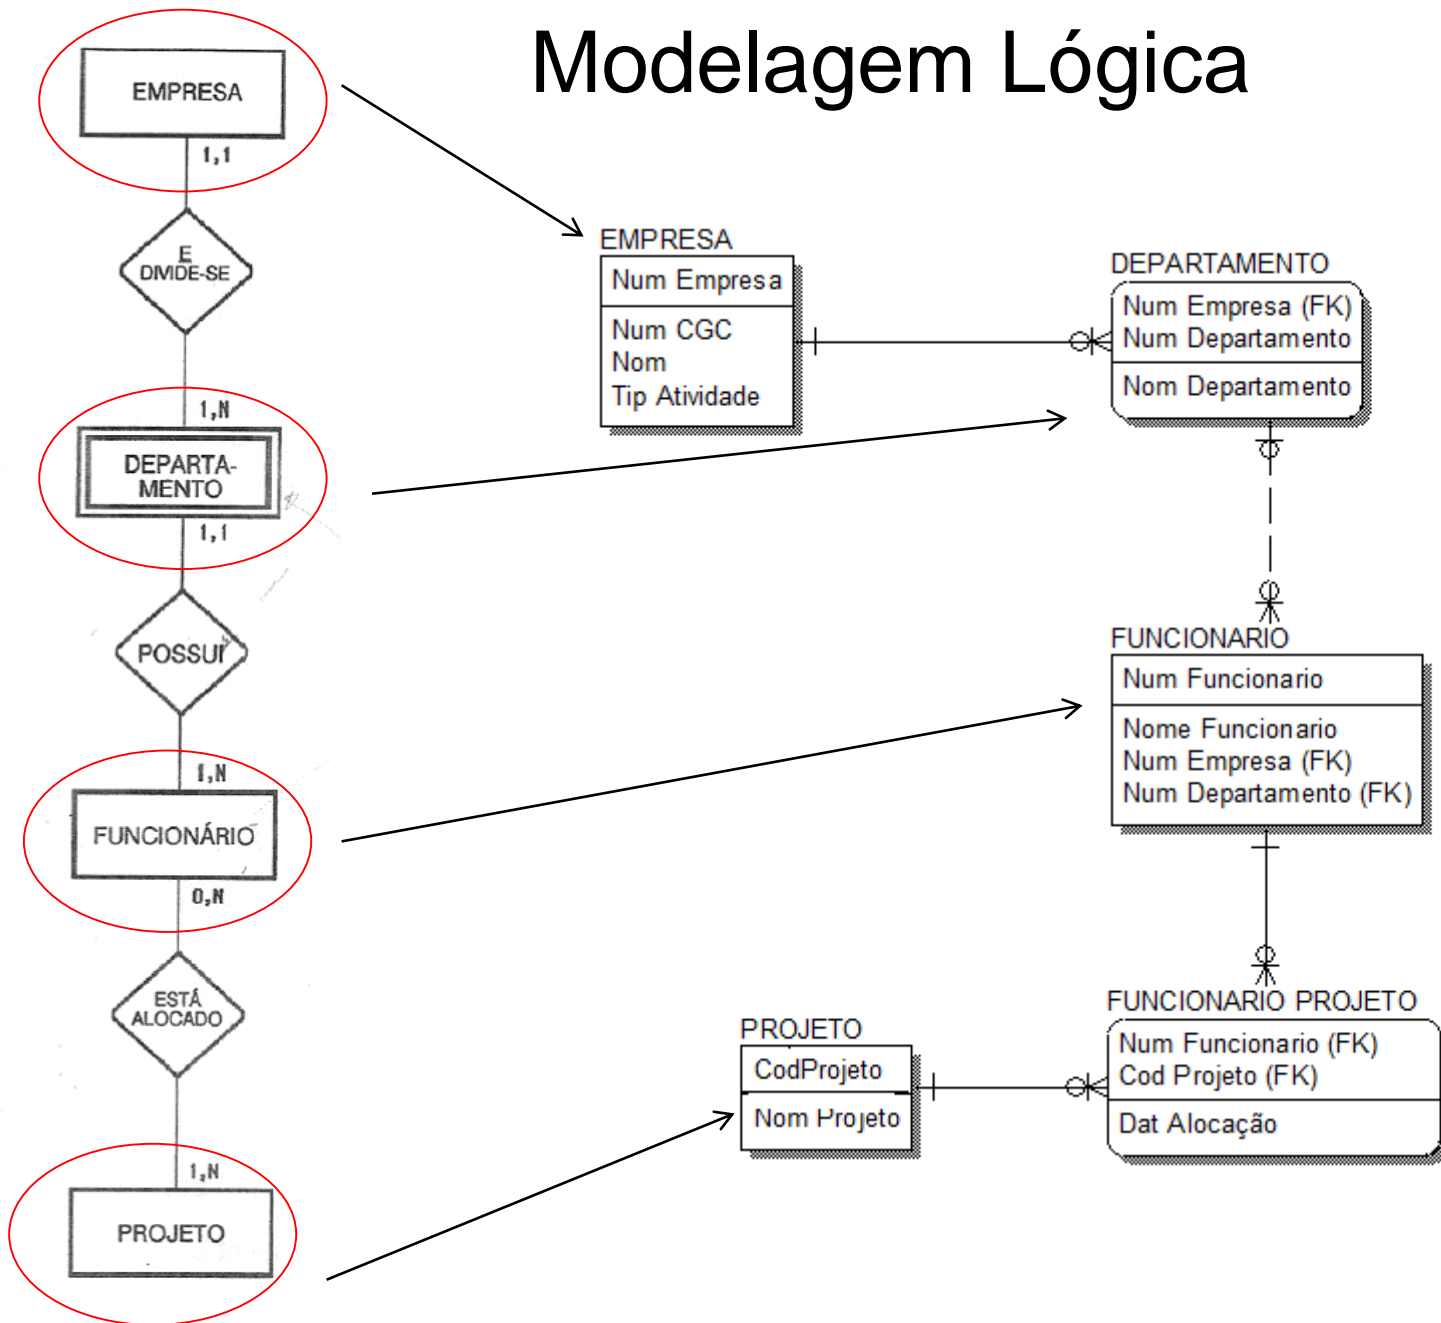 Modelagem Lógica
EMPRESA
1,1
E
DIVIDE-SE
1,N
DEPARTA-
MENTO
1,1
POSSUI
1,N
FUNCIONÁRIO
0,N
ESTÁ
ALOCADO
1,N
PROJETO
EMPRESA
Num Empresa
Num CGC
Nom
Tip Atividade
DEPARTAMENTO
Num Empresa (FK)
Num Departamento
Nom Departamento
FUNCIONARIO
Num Funcionario
Nome Funcionario
Num Empresa (FK)
Num Departamento (FK)
PROJETO
CodProjeto
Nom Projeto
FUNCIONARIO PROJETO
Num Funcionario (FK)
Cod Projeto (FK)
Dat Alocação